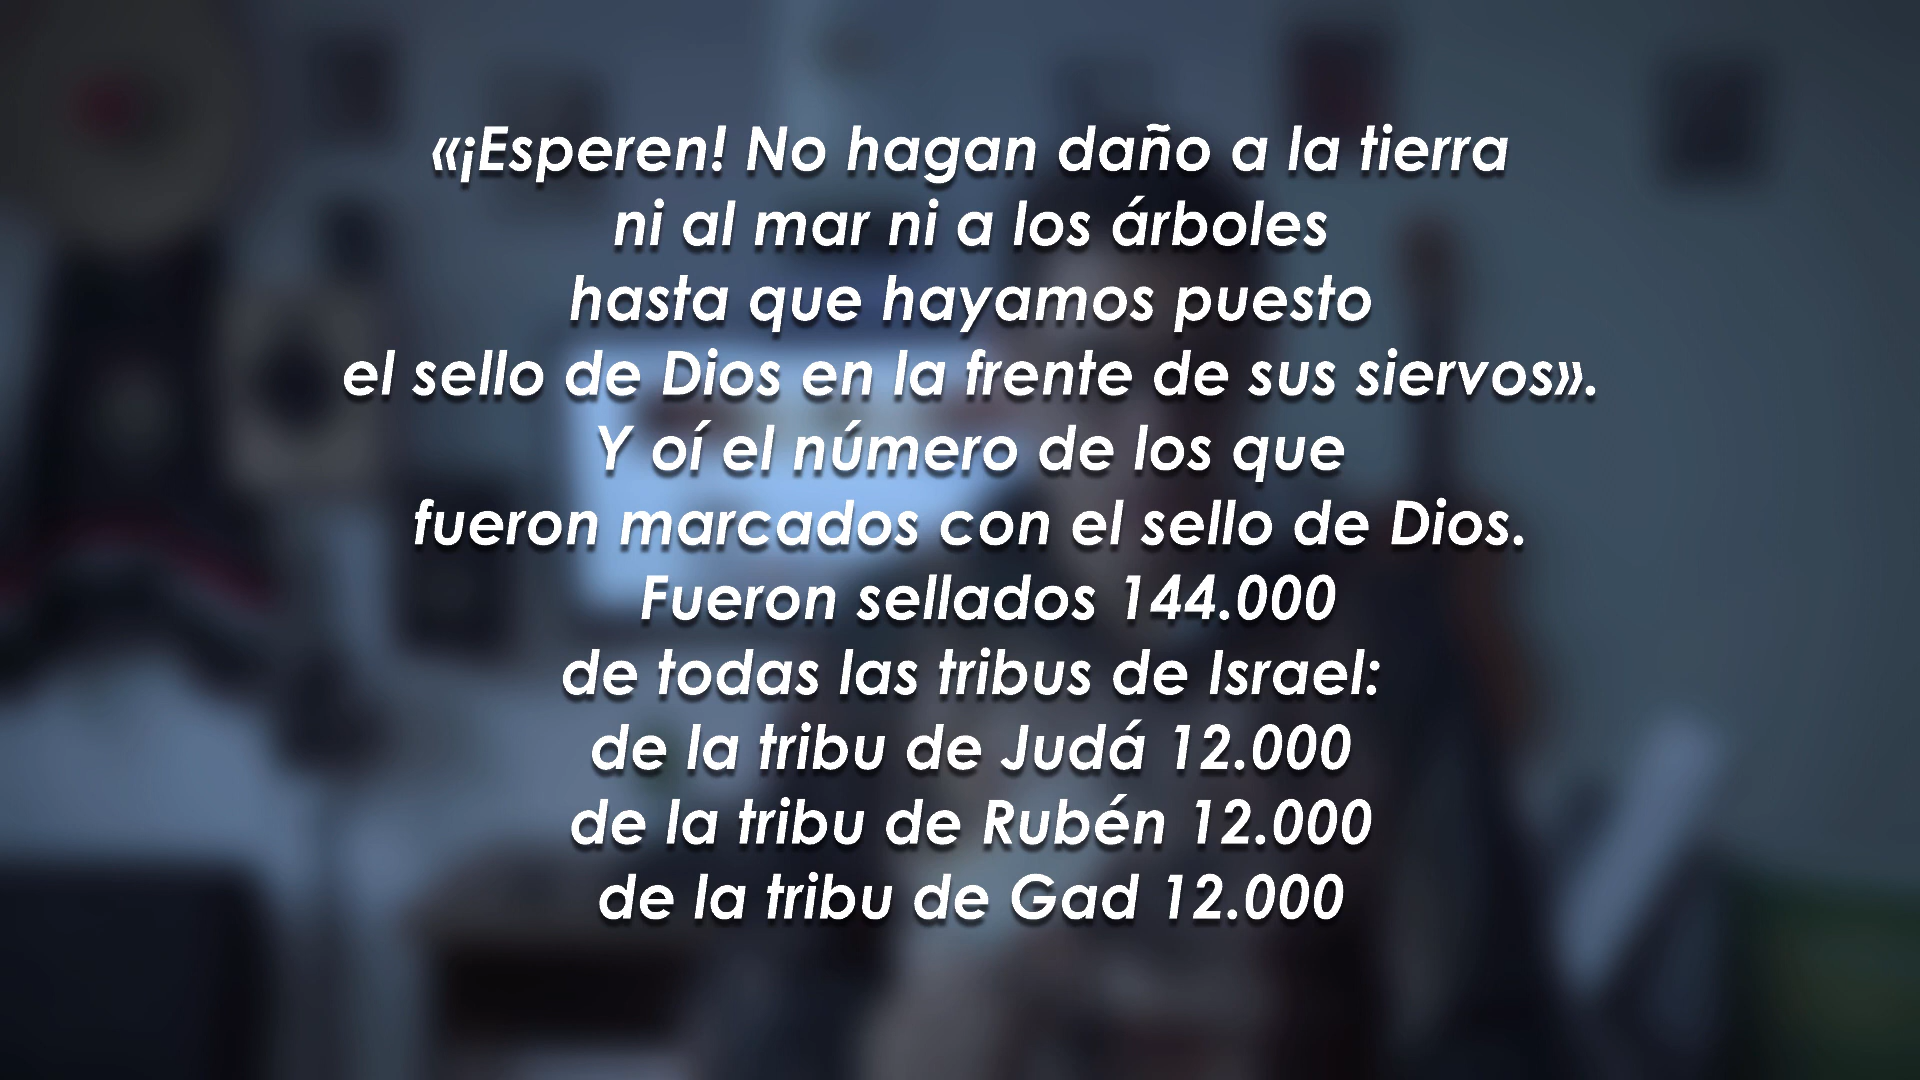 «¡Esperen! No hagan daño a la tierra
ni al mar ni a los árboles
hasta que hayamos puesto
el sello de Dios en la frente de sus siervos».
Y oí el número de los que
fueron marcados con el sello de Dios.
Fueron sellados 144.000
de todas las tribus de Israel:
de la tribu de Judá 12.000
de la tribu de Rubén 12.000
de la tribu de Gad 12.000